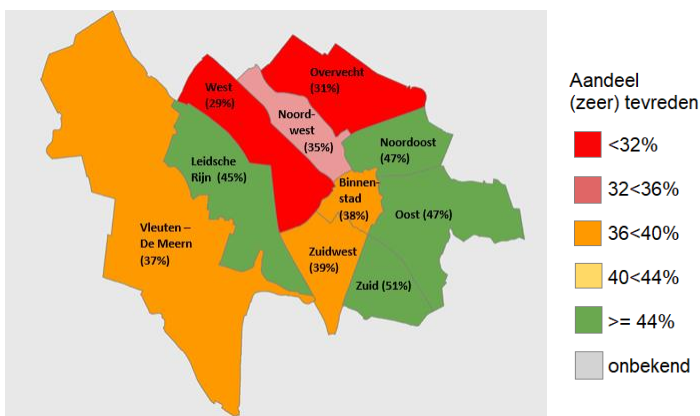 Overvecht
(31%)
West
(29%)
Noord-
west
(35%)
Noordoost
(47%)
Leidsche
Rijn (45%)
Binnen-
stad
(38%)
Oost (47%)
Vleuten –
De Meern
(37%)
Zuidwest
(39%)
Zuid (51%)
Aandeel
(zeer) tevreden
<32%
32<36%
36<40%
40<44%
>= 44%
onbekend